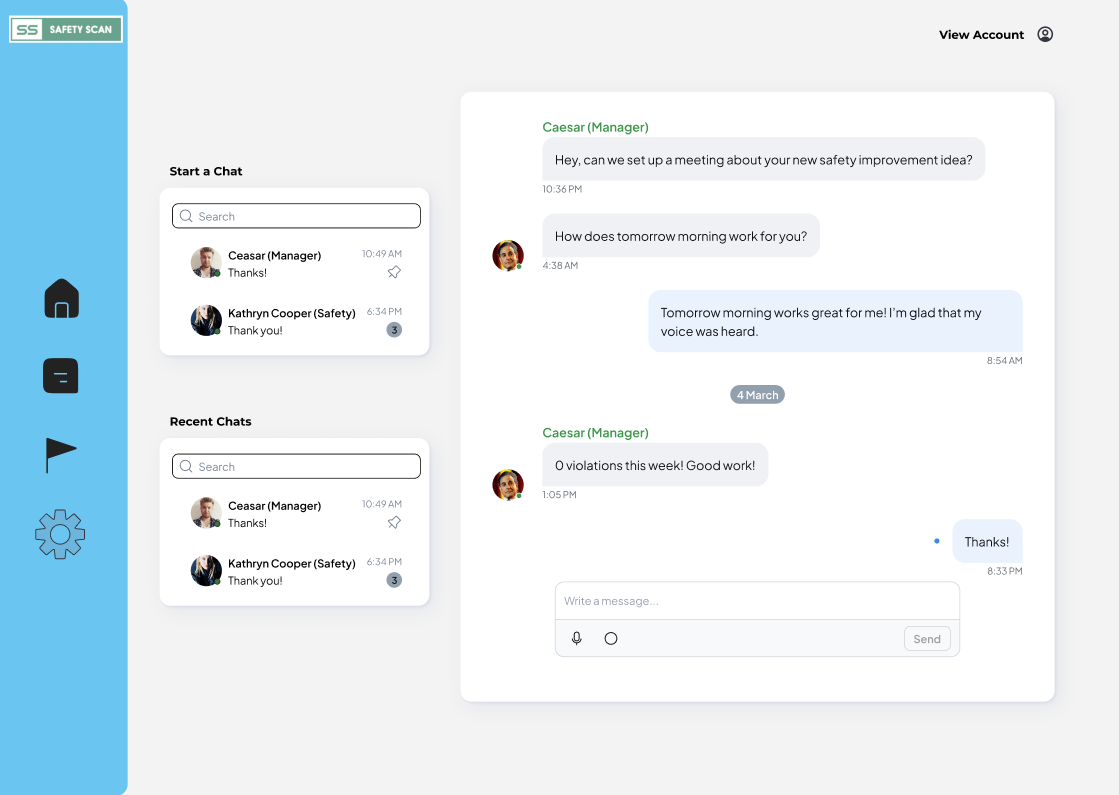 SS SAFETY SCAN
View Account
Start a Chat
Search
Ceasar (Manager) 10:49 AM
Thanks!
Kathryn Cooper (Safety) 6:34 PM
Thank you! 3
Recent Chats
Search
Ceasar (Manager) 10:49 AM
Thanks!
Kathryn Cooper (Safety) 6:34 PM
Thank you! 3
Caesar (Manager)
Hey, can we set up a meeting about your new safety improvement idea?
10:36 PM
How does tomorrow morning work for you?
4:38 AM
Tomorrow morning works great for me! I'm glad that my
voice was heard.
8:54 AM
4 March
Caesar (Manager)
0 violations this week! Good work!
1:05 PM
Thanks!
8:33 PM
Write a message...
Send